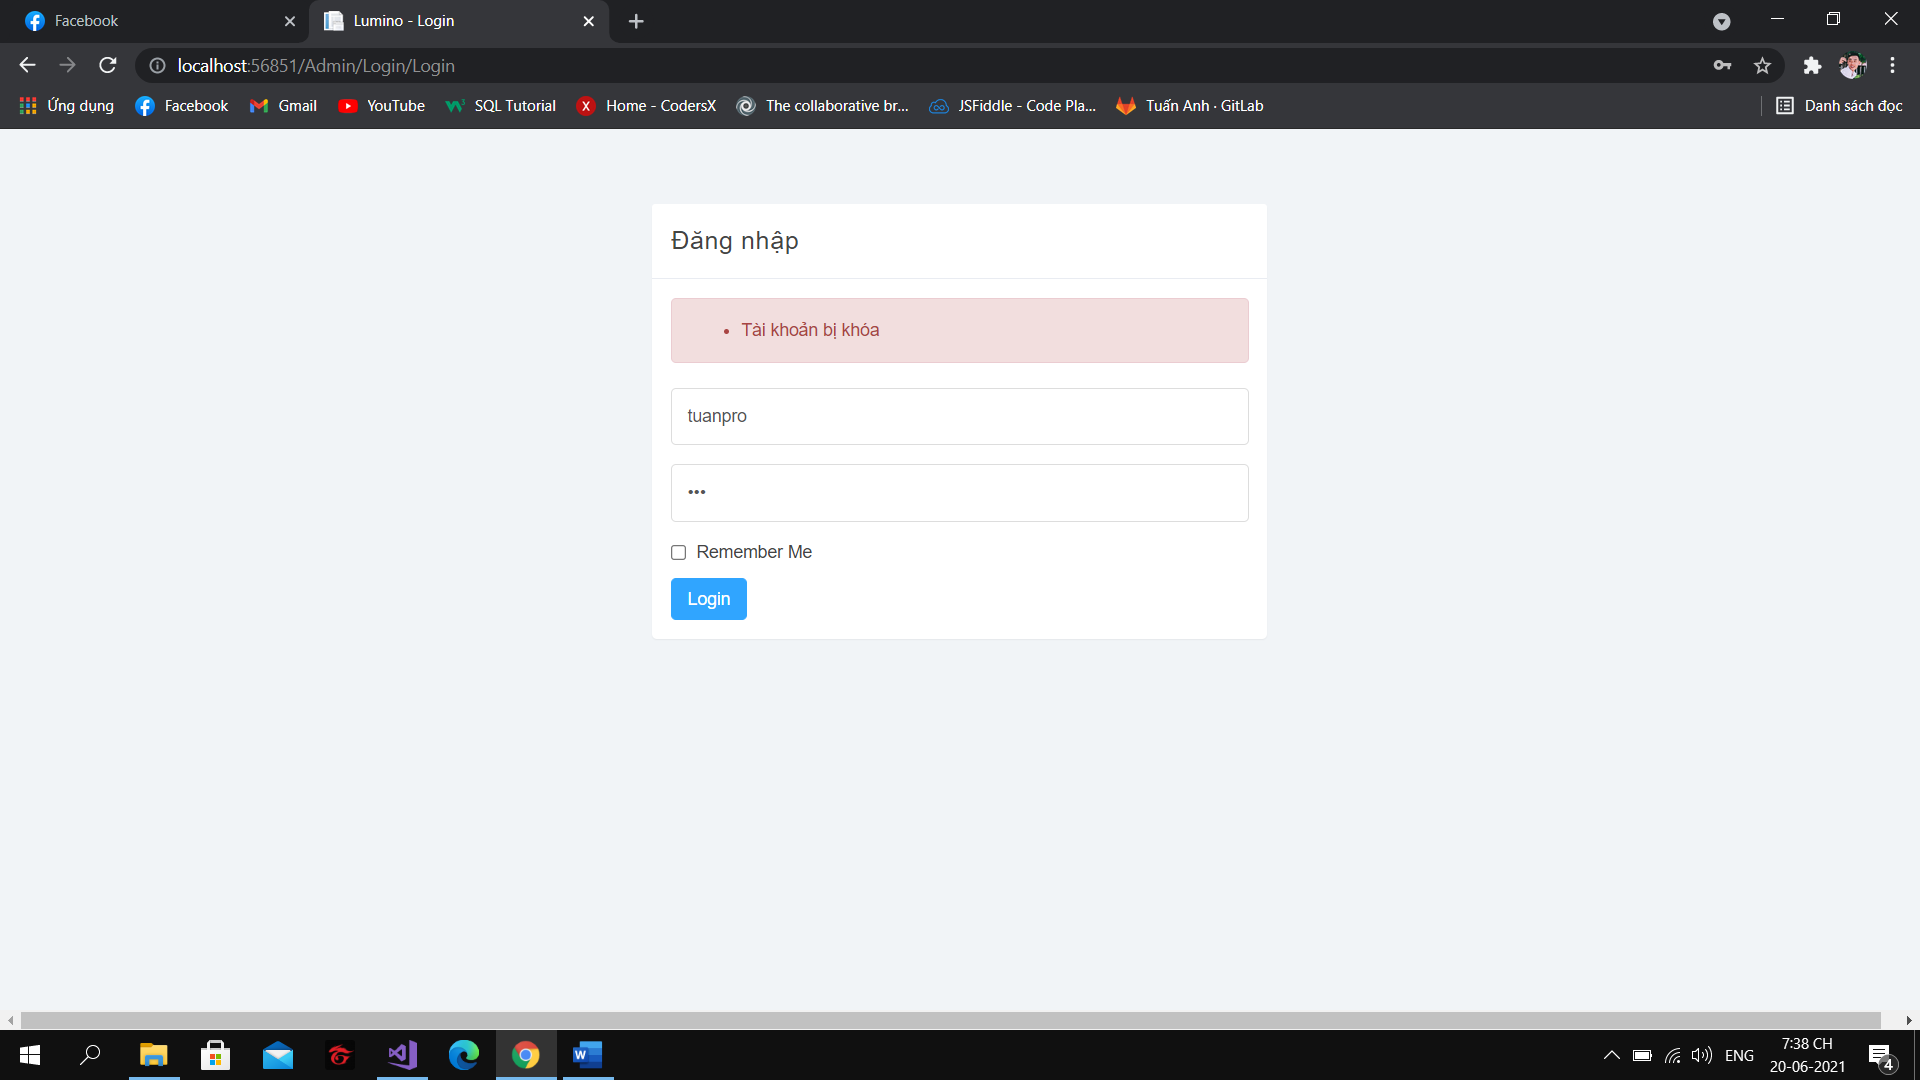 Facebook
Lumino - Login
localhost:56851/Admin/Login/Login
Ứng dụng Facebook Gmail YouTube SQL Tutorial Home - CodersX The collaborative br... JSFiddle - Code Pla... Tuấn Anh · GitLab Danh sách đọc
Đăng nhập
Tài khoản bị khóa
tuanpro
•••
Remember Me
Login
ENG
7:38 CH
20-06-2021
4